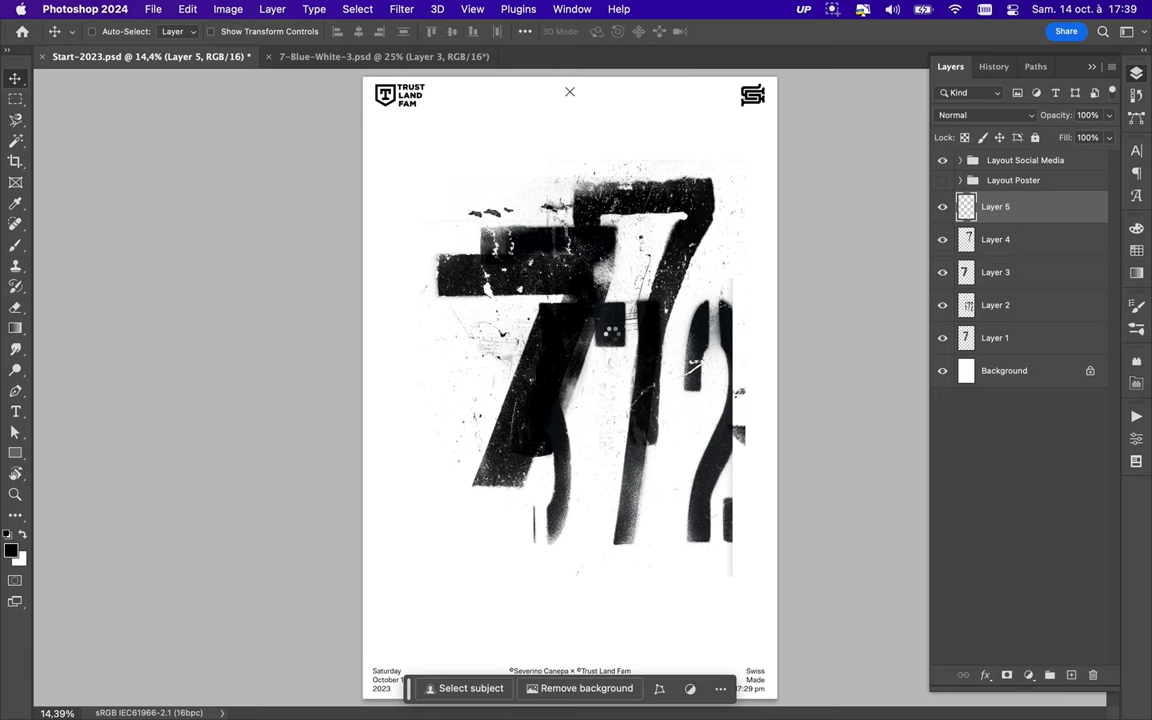 Photoshop 2024 File Edit Image Layer Type Select Filter 3D View Plugins Window Help UP Sam. 14 oct. à 17:39
Auto-Select: Layer Show Transform Controls 3D Mode: Share
Start-2023.psd @ 14,4% (Layer 5, RGB/16) * 7-Blue-White-3.psd @ 25% (Layer 3, RGB/16*)
Layers History Paths
Kind
Normal Opacity: 100%
Lock: Fill: 100%
Layout Social Media
Layout Poster
Layer 5
Layer 4
Layer 3
Layer 2
Layer 1
Background
TRUST
LAND
FAM
7
7
7
Saturday
October 1
2023
©Severino Canepa × ©Trust Land Fam
Swiss
Made
7:29 pm
Select subject Remove background
14,39% sRGB IEC61966-2.1 (16bpc)